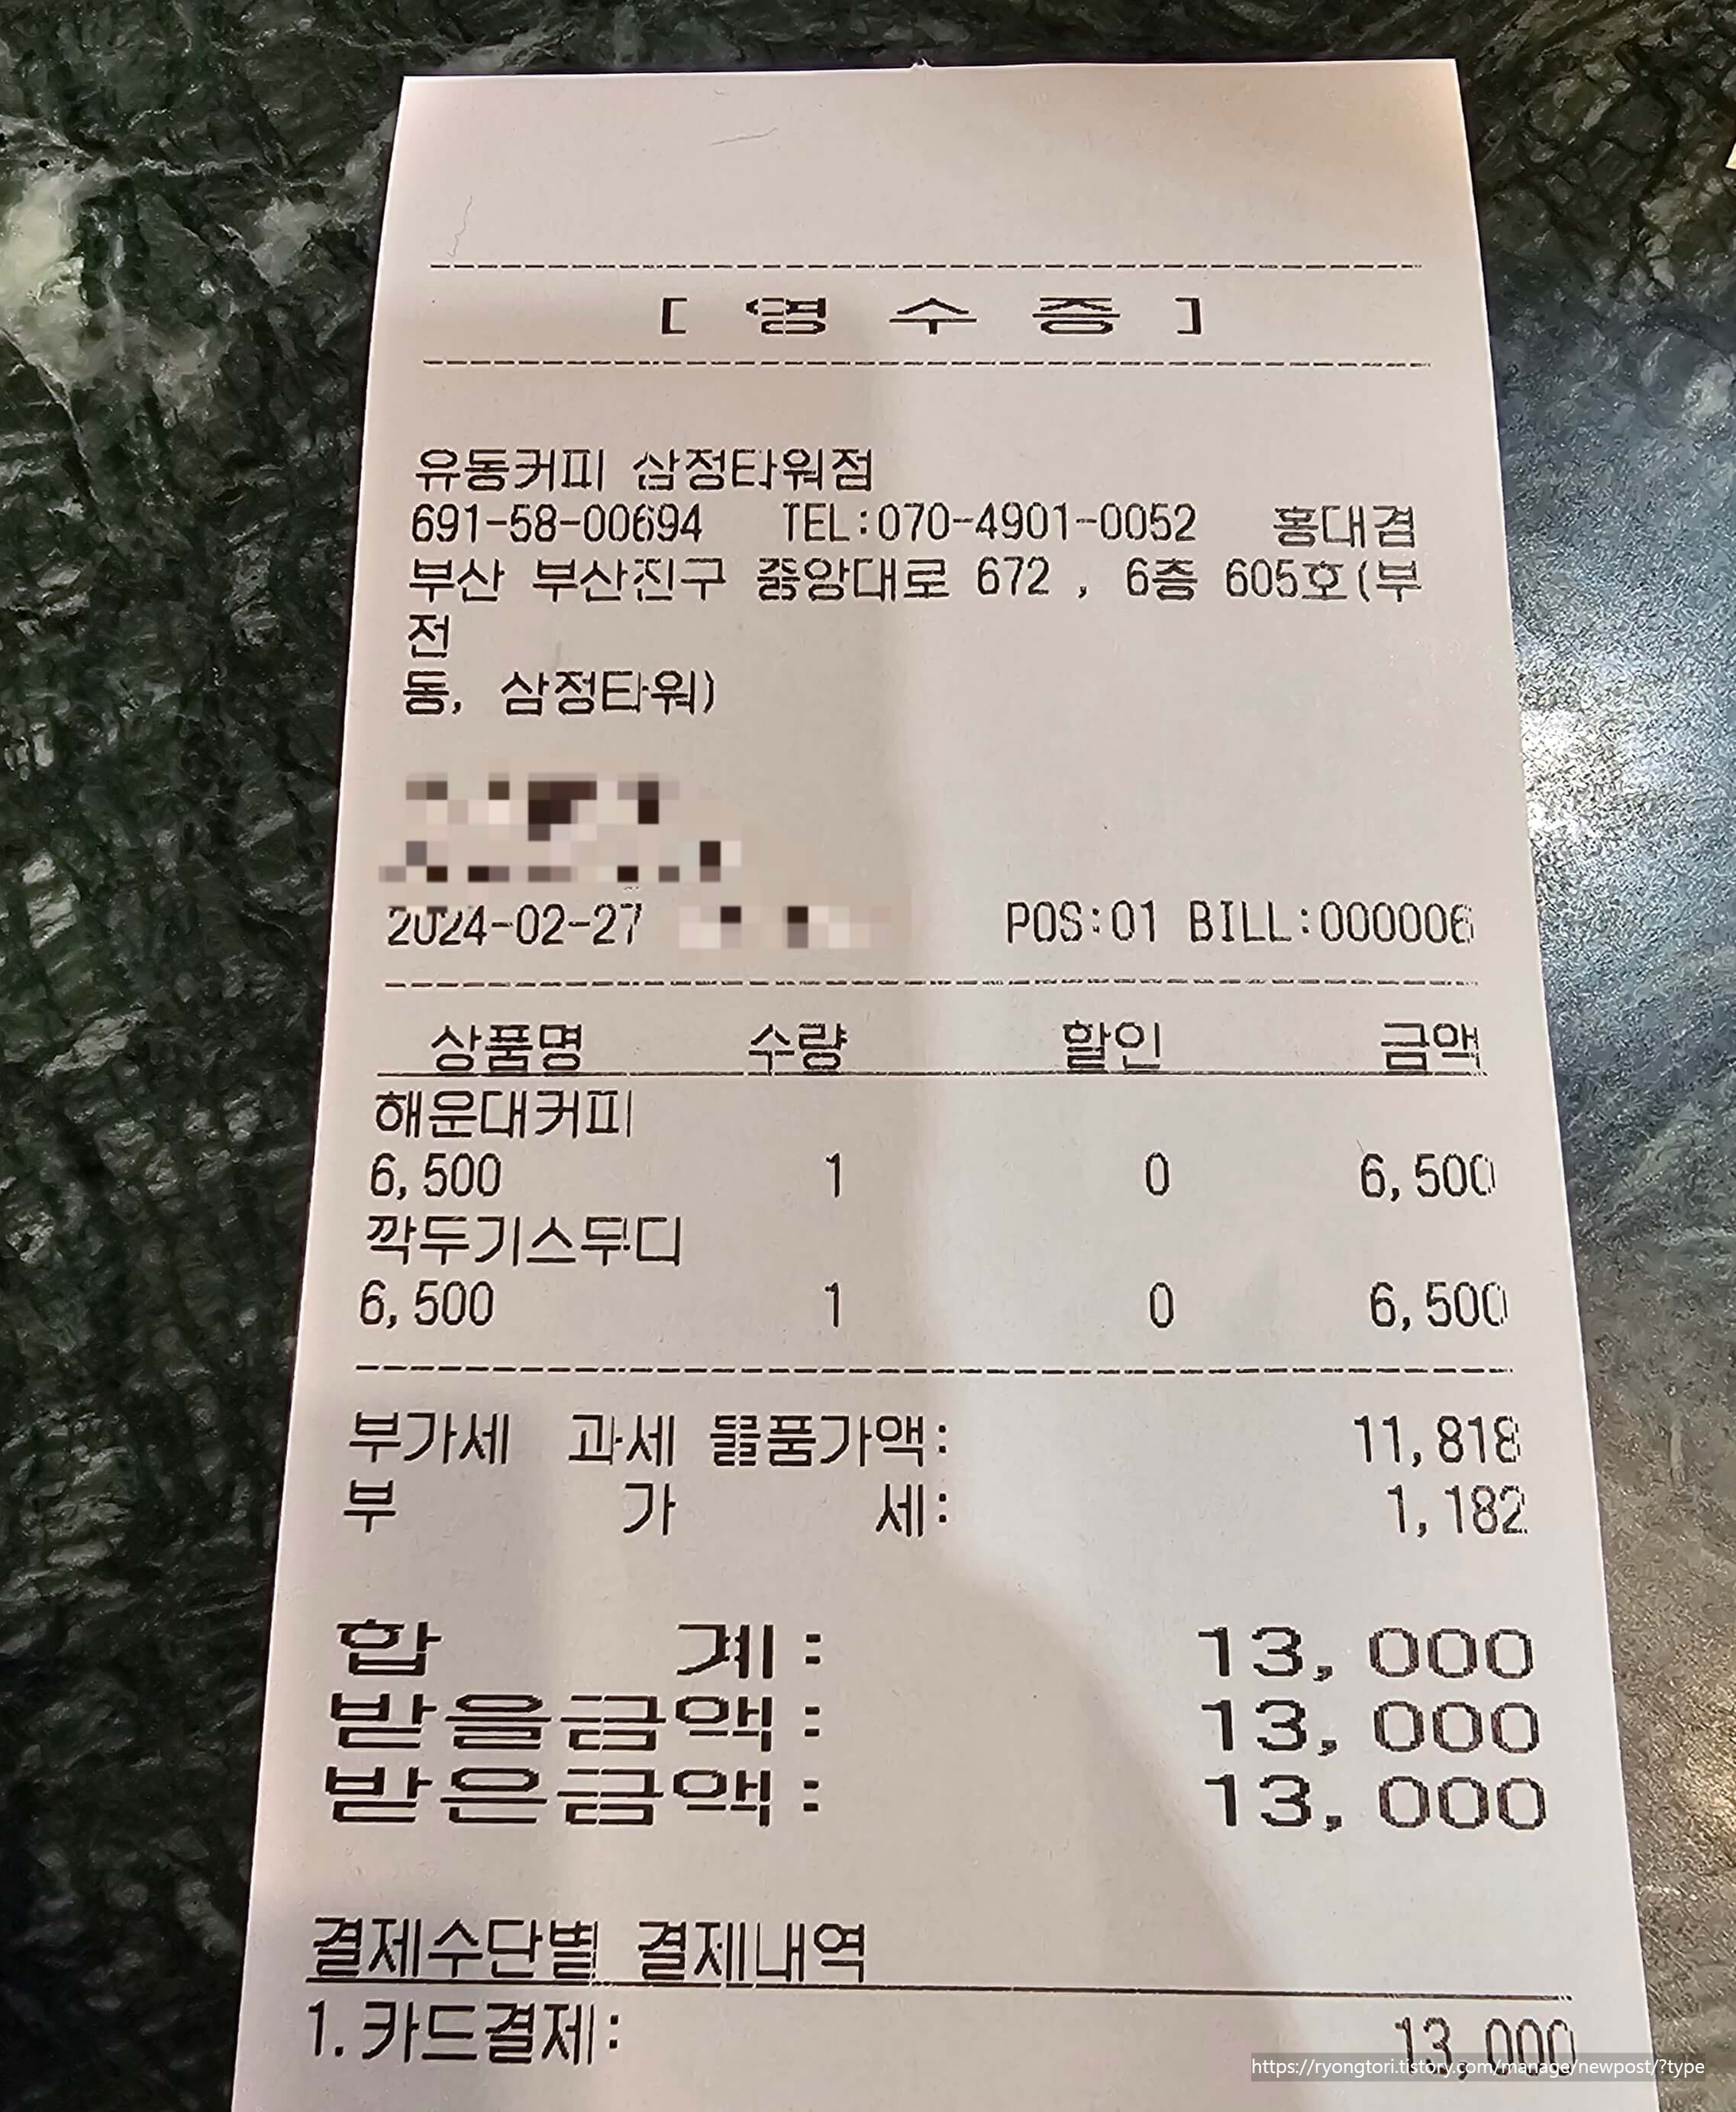 [ 영 수 증 ]
유동커피 삼정타워점
691-58-00694 TEL:070-4901-0052 홍대겸
부산 부산진구 중앙대로 672 , 6층 605호(부
전
동, 삼정타워)
2024-02-27 POS:01 BILL:000006
상품명 수량 할인 금액
해운대커피
6,500 1 0 6,500
깍두기스무디
6,500 1 0 6,500
부가세 과세 물품가액: 11,818
부 가 세: 1,182
합 계: 13,000
받을금액: 13,000
받은금액: 13,000
결제수단별 결제내역
1.카드결제: 13,000
https://ryongtori.tistory.com/manage/newpost/?type